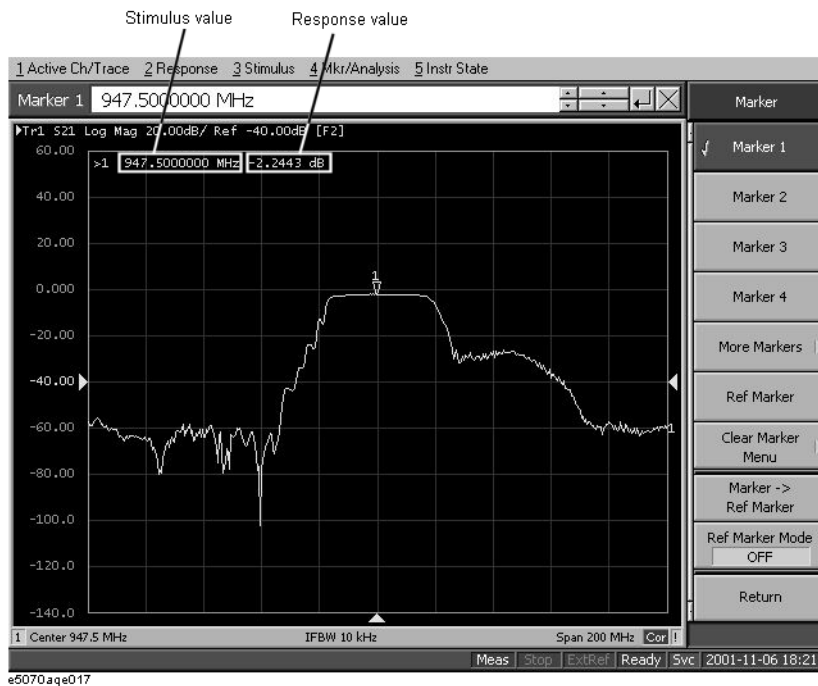 Stimulus value
Response value
1 Active Ch/Trace 2 Response 3 Stimulus 4 Mkr/Analysis 5 Instr State
Marker 1 947.5000000 MHz
Marker
Tr1 S21 Log Mag 20.00dB/ Ref -40.00dB [F2]
60.00
>1 947.5000000 MHz -2.2443 dB
40.00
20.00
0.000
-20.00
-40.00
-60.00
-80.00
-100.0
-120.0
-140.0
1
1
Marker 1
Marker 2
Marker 3
Marker 4
More Markers
Ref Marker
Clear Marker
Menu
Marker ->
Ref Marker
Ref Marker Mode
OFF
Return
1 Center 947.5 MHz IFBW 10 kHz Span 200 MHz Cor !
Meas Stop ExtRef Ready Svc 2001-11-06 18:21
e5070age017